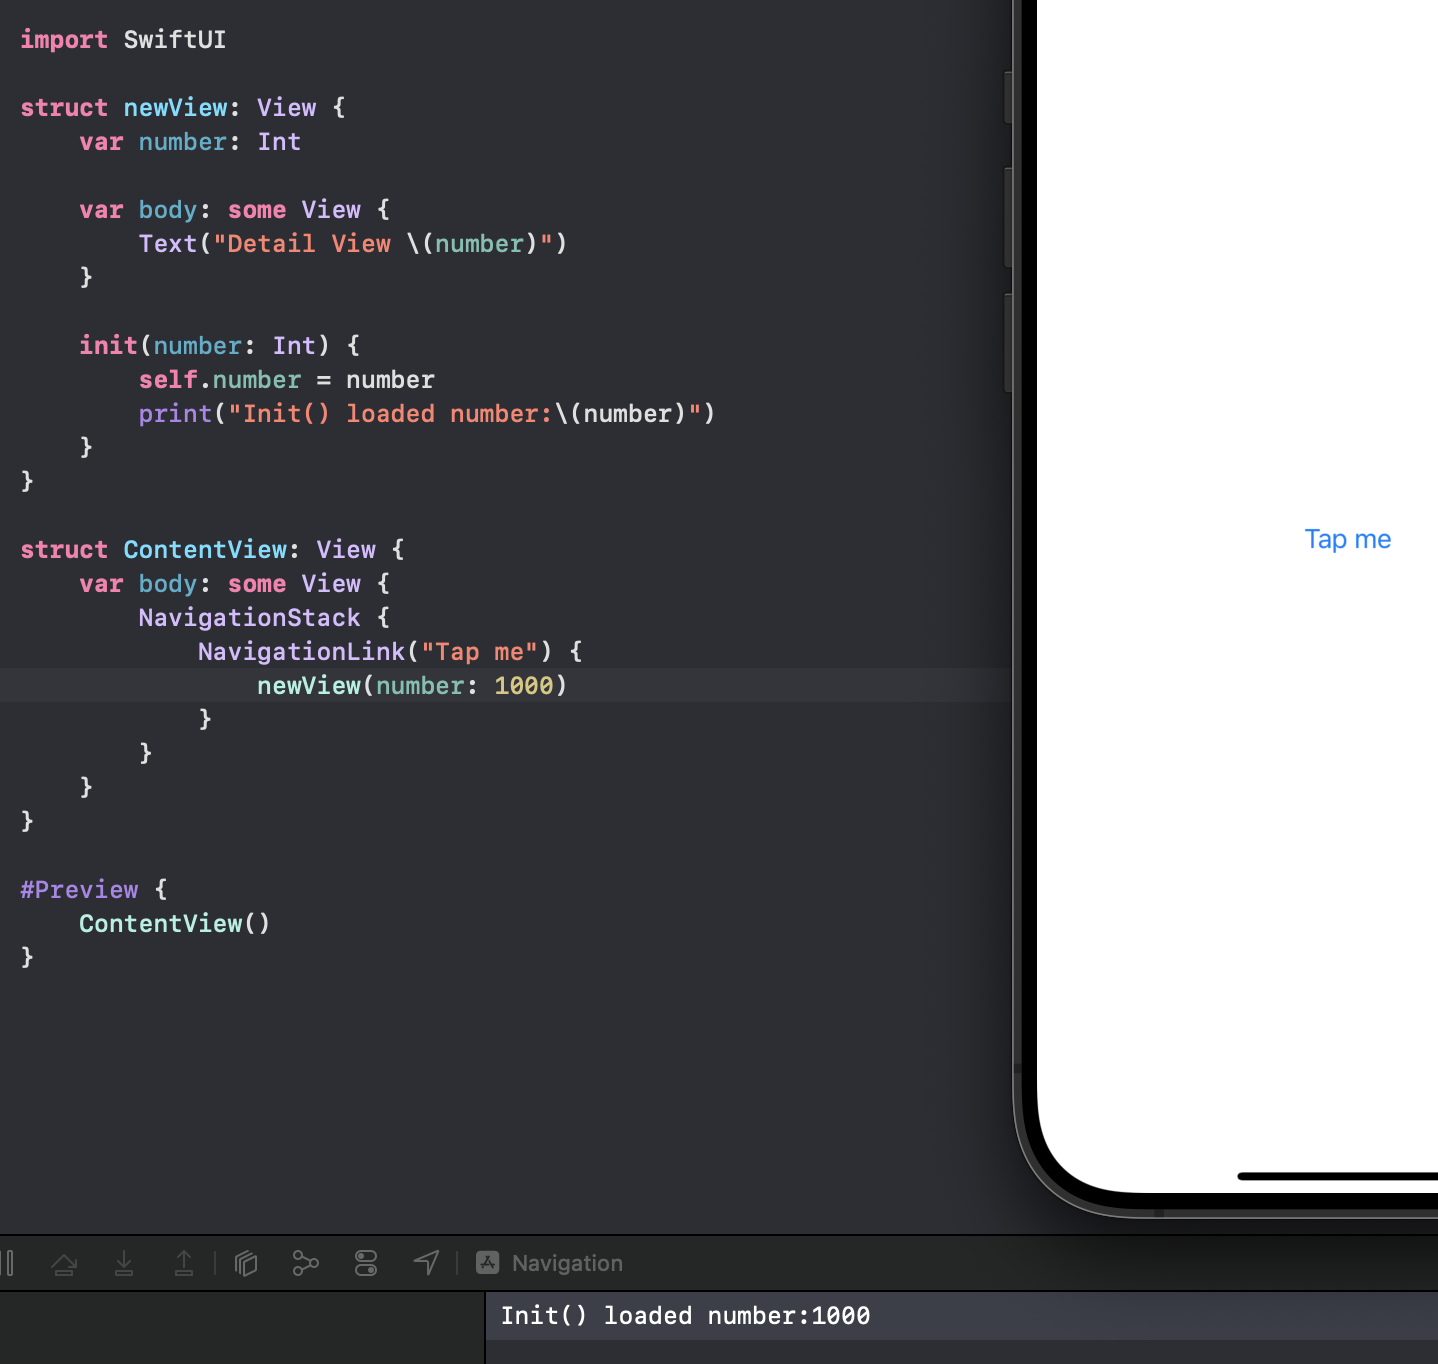 import SwiftUI
struct newView: View {
    var number: Int
    var body: some View {
        Text("Detail View \(number)")
    }
    init(number: Int) {
        self.number = number
        print("Init() loaded number:\(number)")
    }
}
struct ContentView: View {
    var body: some View {
        NavigationStack {
            NavigationLink("Tap me") {
                newView(number: 1000)
            }
        }
    }
}
#Preview {
    ContentView()
}
Tap me
Navigation
Init() loaded number:1000